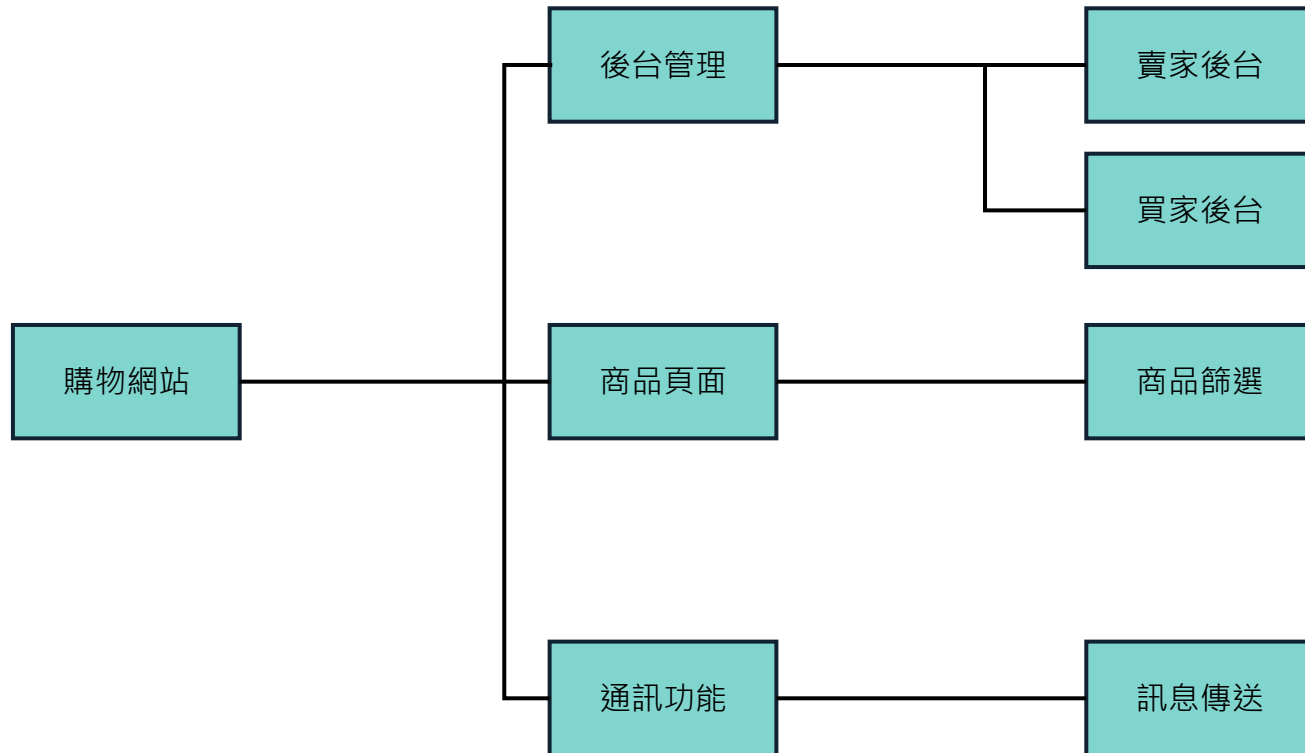 後台管理
賣家後台
買家後台
購物網站
商品頁面
商品篩選
通訊功能
訊息傳送